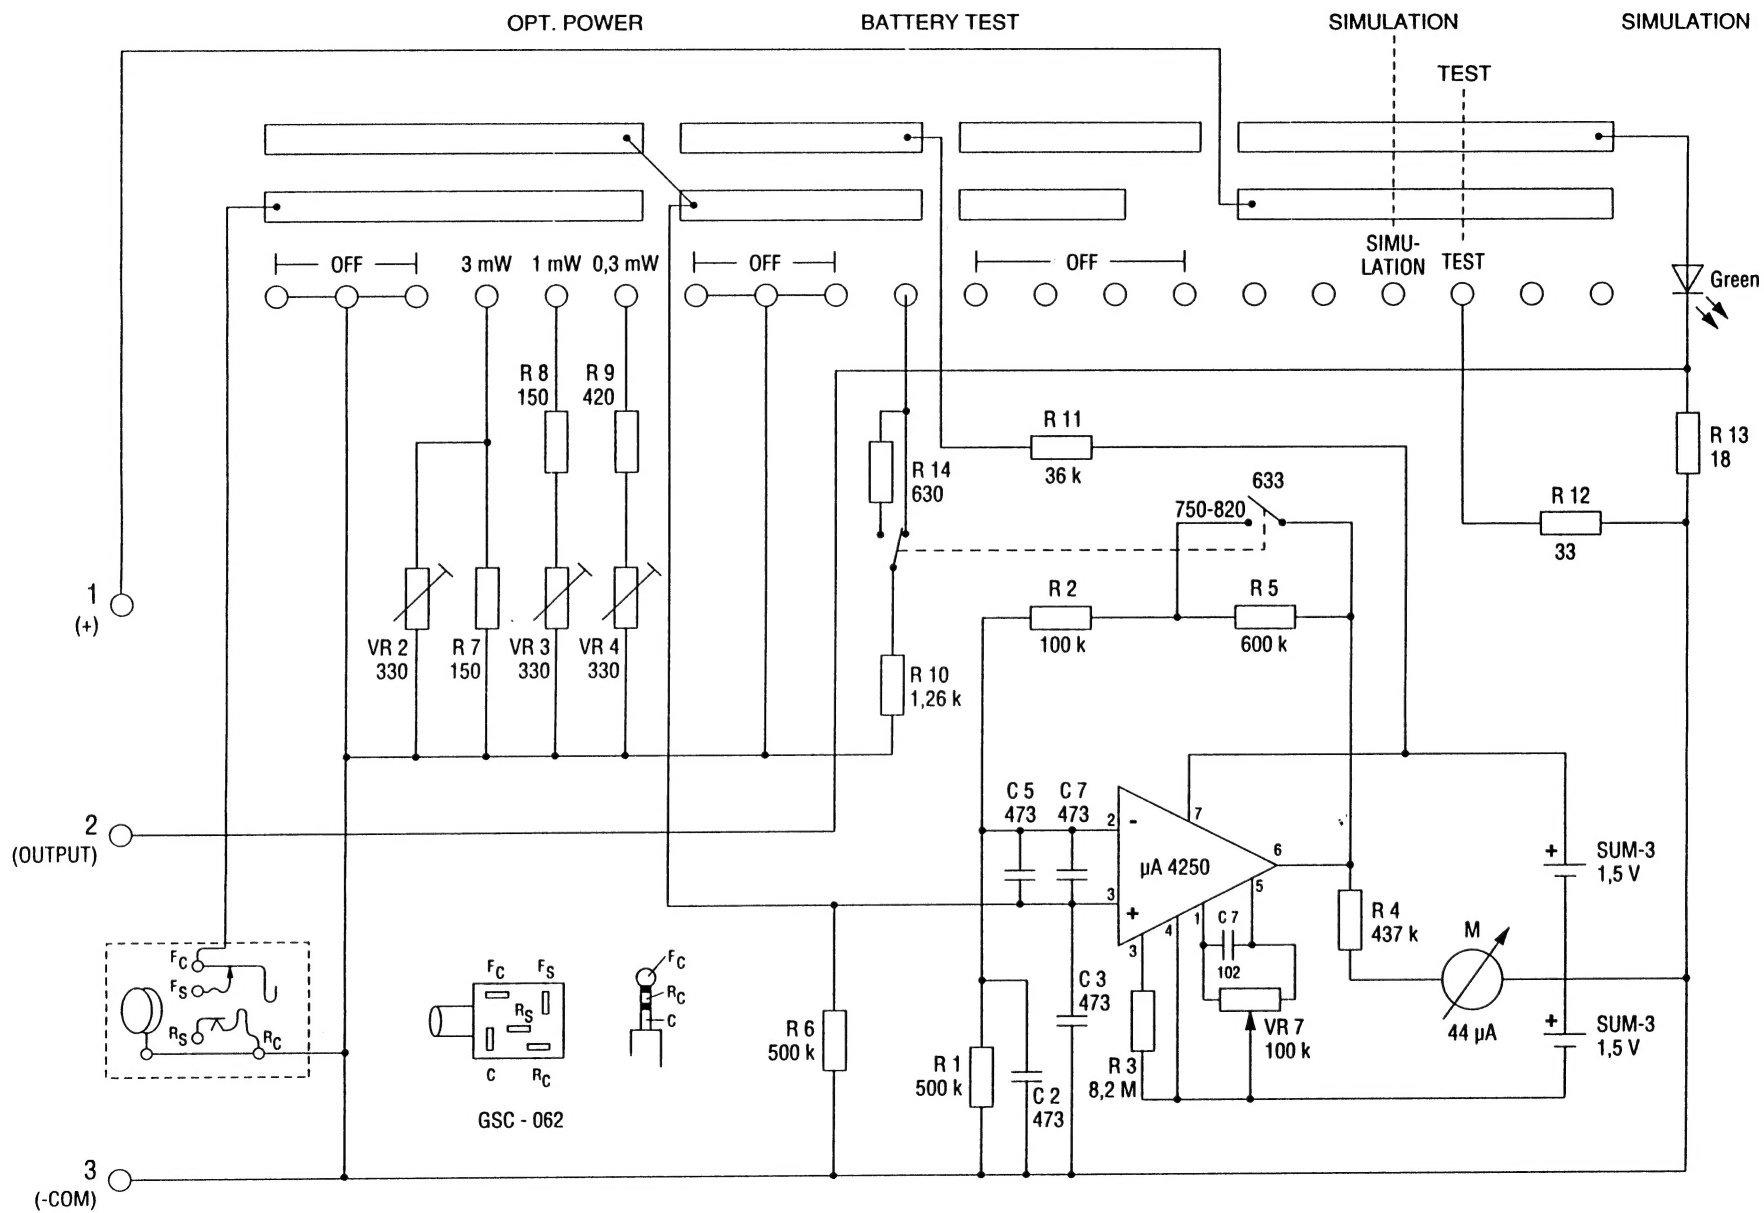 OPT. POWER
BATTERY TEST
SIMULATION
SIMULATION
TEST
OFF
3 mW
1 mW
0,3 mW
OFF
OFF
SIMU-
LATION
TEST
Green
R 8
150
R 9
420
R 11
36 k
R 14
630
R 13
18
633
750-820
R 12
33
1
(+)
VR 2
330
R 7
150
VR 3
330
VR 4
330
R 2
100 k
R 5
600 k
R 10
1,26 k
2
(OUTPUT)
C 5
473
C 7
473
2
-
7
µA 4250
6
3
+
5
3
4
1
C 7
102
+
SUM-3
1,5 V
R 4
437 k
M
44 µA
+
SUM-3
1,5 V
FC
FS
RS
RC
FC
FS
RS
C
RC
GSC - 062
FC
RC
C
R 6
500 k
C 3
473
R 1
500 k
C 2
473
R 3
8,2 M
VR 7
100 k
3
(-COM)